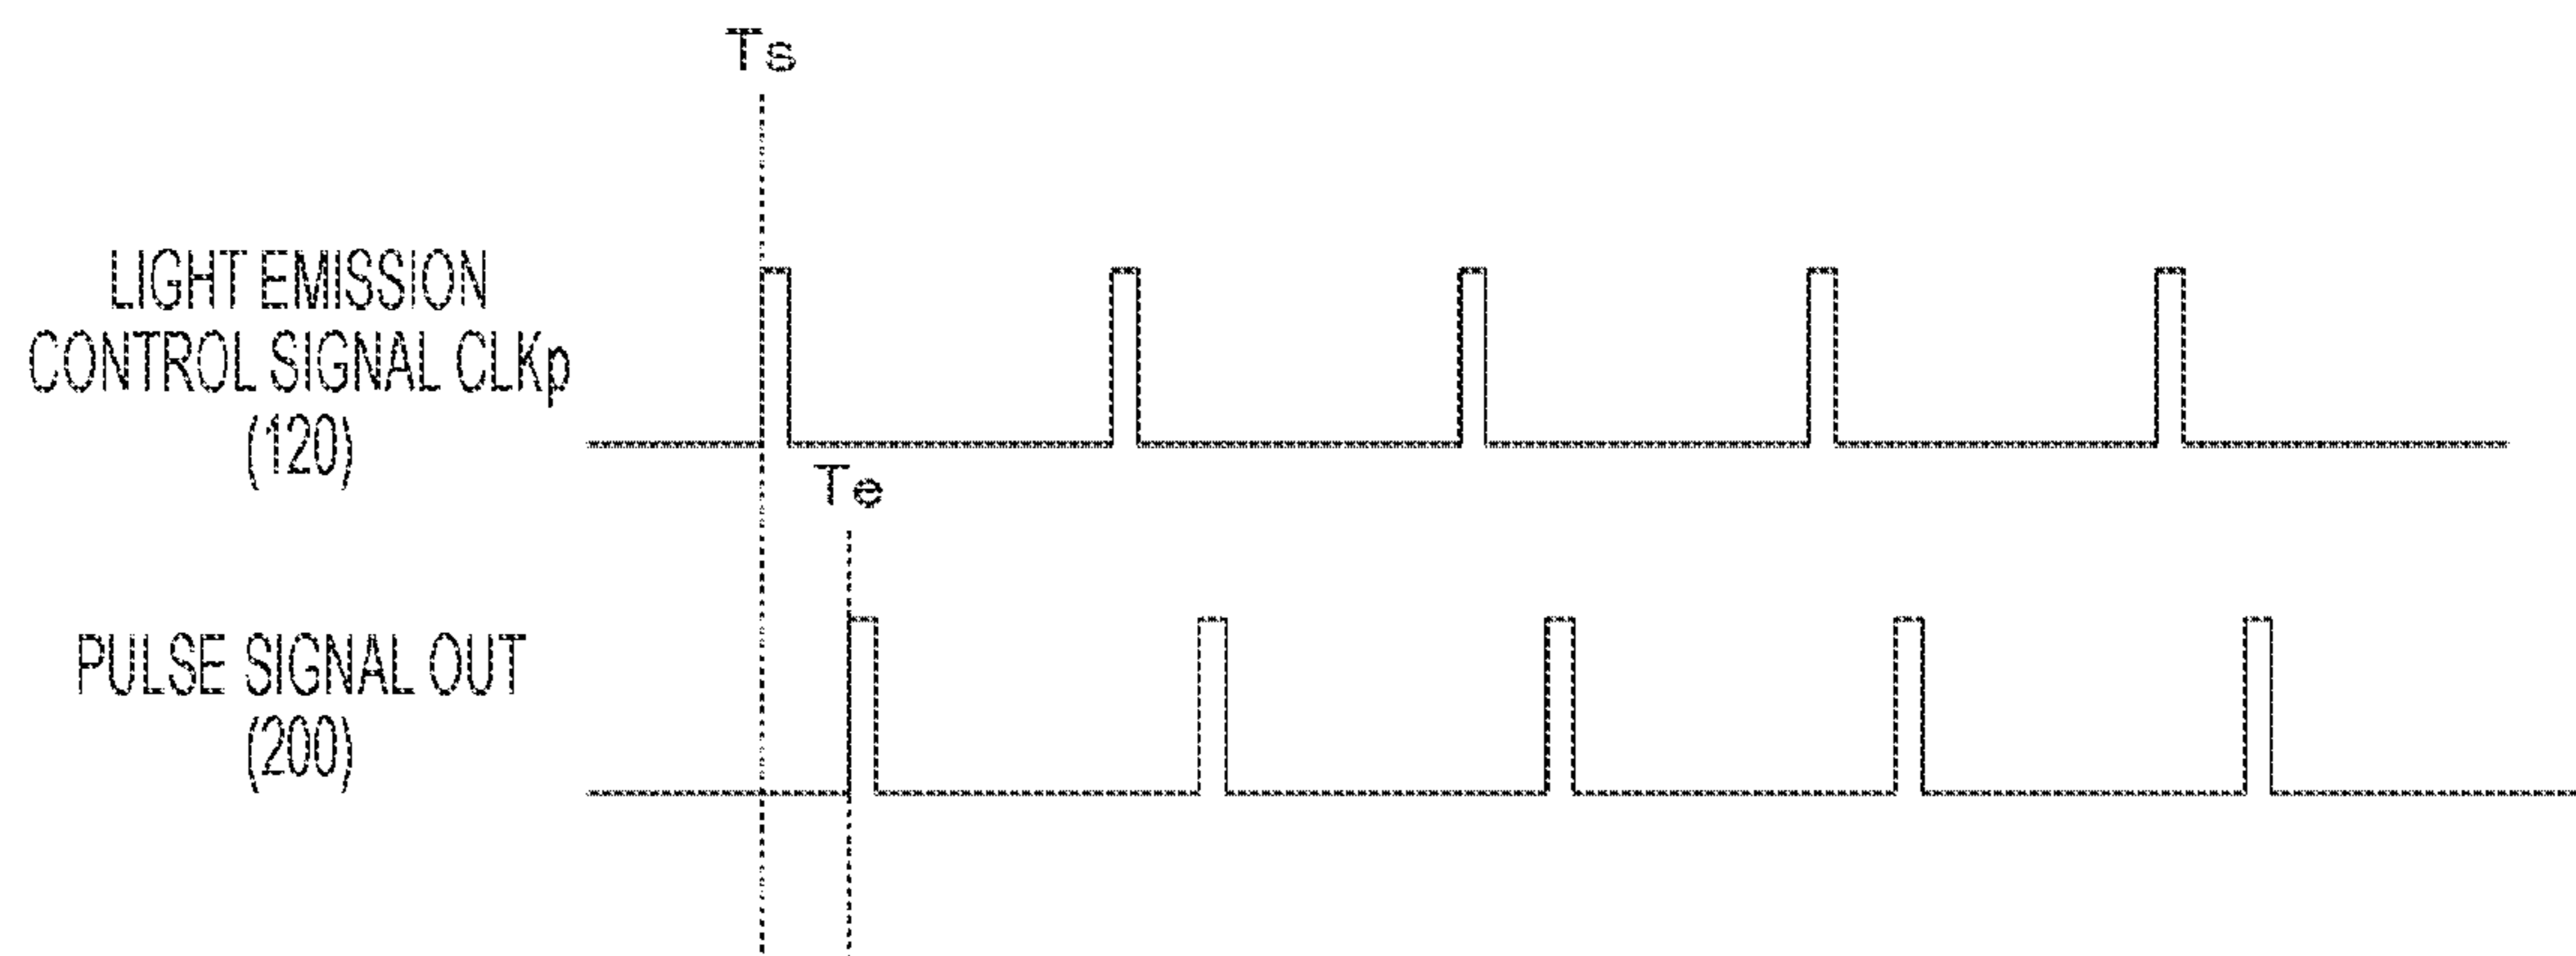 Ts
LIGHT EMISSION
CONTROL SIGNAL CLKp
(120)
Te
PULSE SIGNAL OUT
(200)